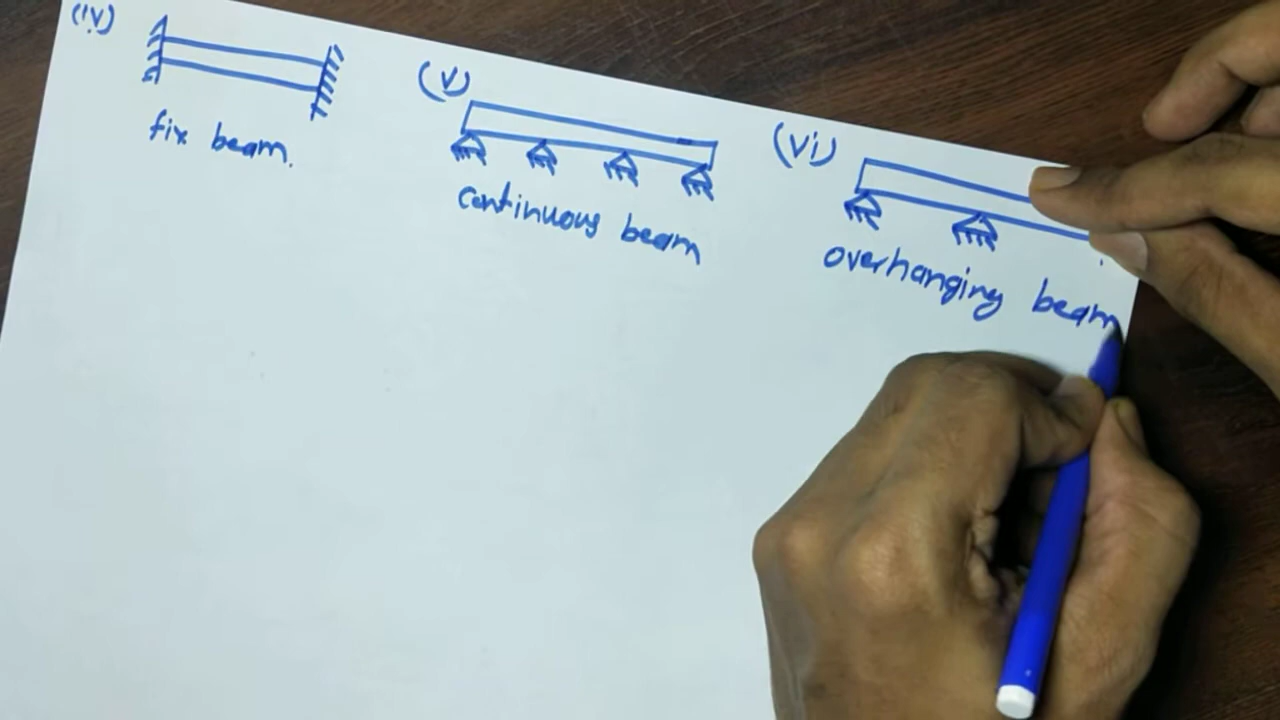 (iv)
fix beam.
(v)
continuous beam
(vi)
overhanging beam